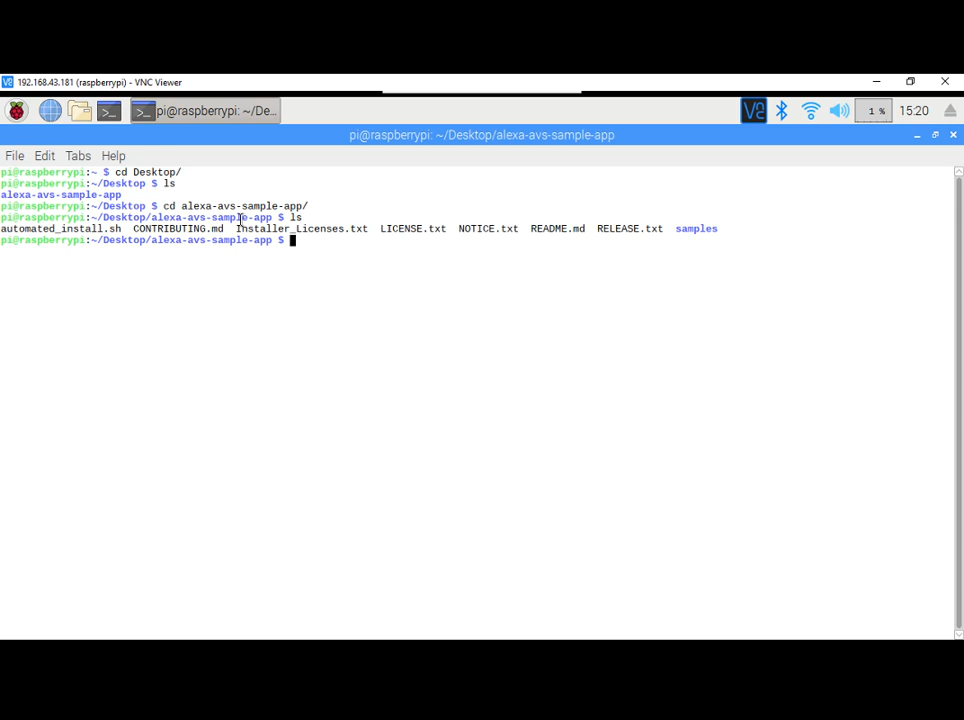 192.168.43.181 (raspberrypi) - VNC Viewer
pi@raspberrypi: ~/De...
1 %
15:20
pi@raspberrypi: ~/Desktop/alexa-avs-sample-app
File Edit Tabs Help
pi@raspberrypi:~ $ cd Desktop/
pi@raspberrypi:~/Desktop $ ls
alexa-avs-sample-app
pi@raspberrypi:~/Desktop $ cd alexa-avs-sample-app/
pi@raspberrypi:~/Desktop/alexa-avs-sample-app $ ls
automated_install.sh CONTRIBUTING.md Installer_Licenses.txt LICENSE.txt NOTICE.txt README.md RELEASE.txt samples
pi@raspberrypi:~/Desktop/alexa-avs-sample-app $